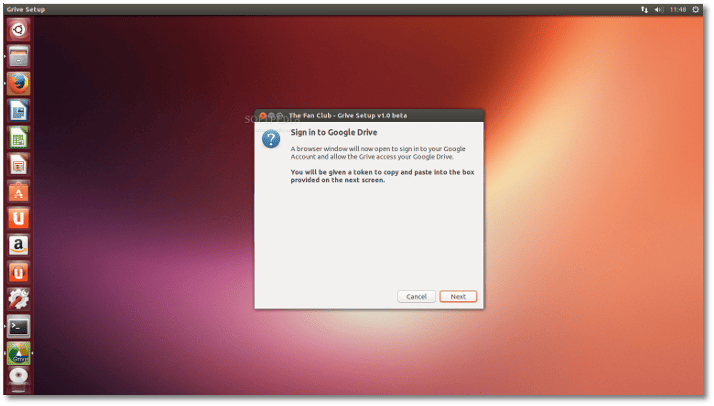 Grive Setup
11:46
The Fan Club - Grive Setup v1.0 beta
SOFTPEDIA
Sign in to Google Drive
A browser window will now open to sign in to your Google
Account and allow the Grive access your Google Drive.
You will be given a token to copy and paste into the box
provided on the next screen.
Cancel
Next
Grive